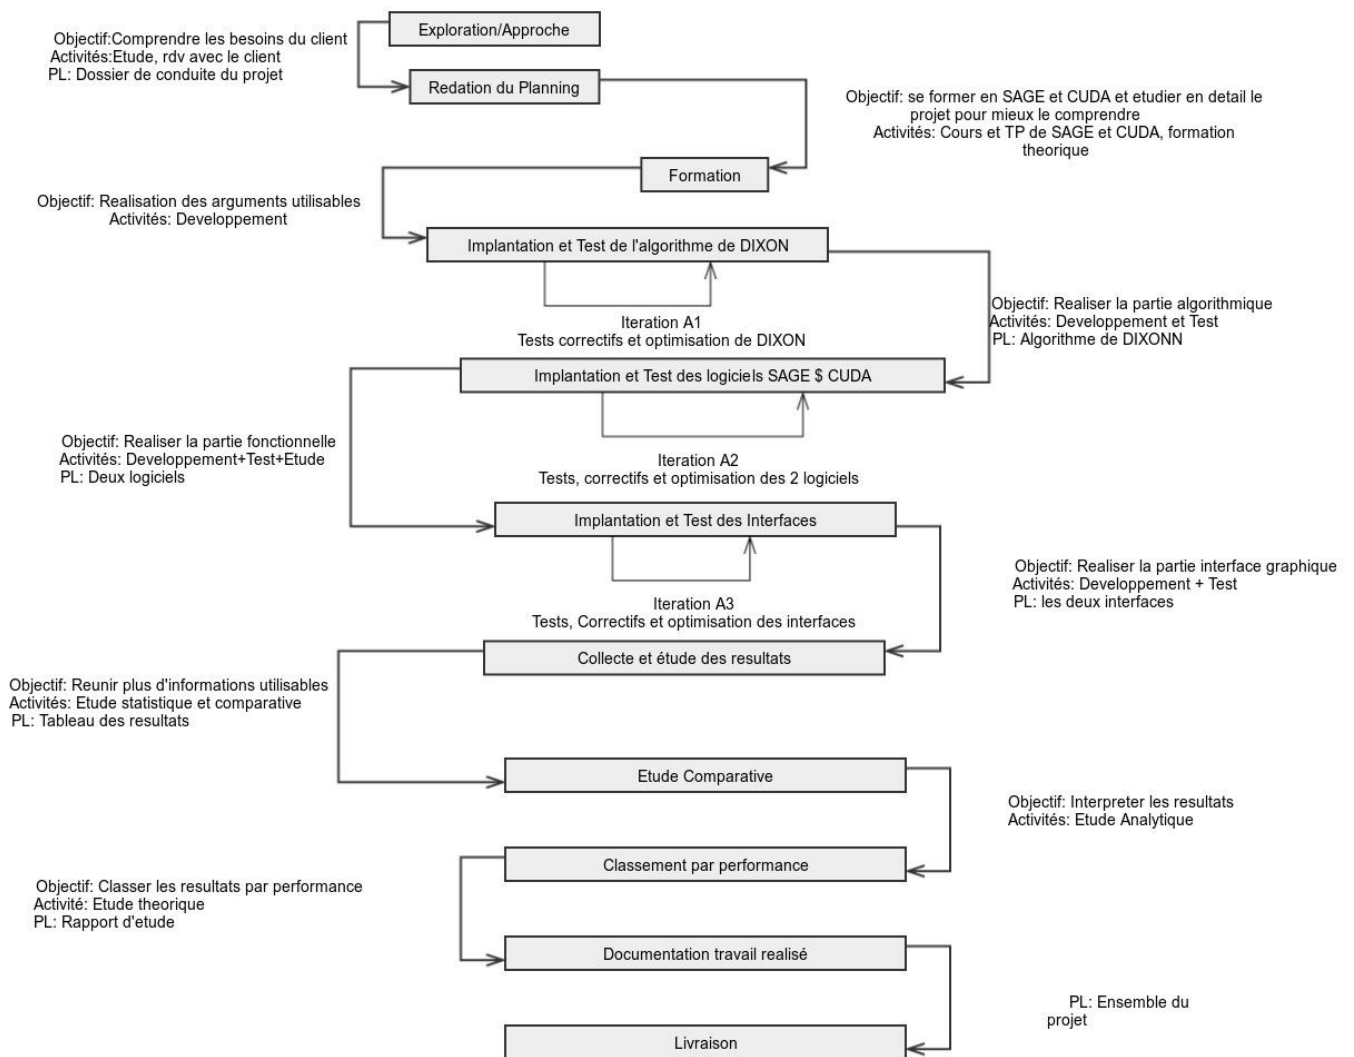 Exploration/Approche
Objectif:Comprendre les besoins du client
Activités:Etude, rdv avec le client
PL: Dossier de conduite du projet
Redation du Planning
Objectif: se former en SAGE et CUDA et etudier en detail le
projet pour mieux le comprendre
Activités: Cours et TP de SAGE et CUDA, formation
theorique
Formation
Objectif: Realisation des arguments utilisables
Activités: Developpement
Implantation et Test de l'algorithme de DIXON
Objectif: Realiser la partie algorithmique
Activités: Developpement et Test
PL: Algorithme de DIXONN
Iteration A1
Tests correctifs et optimisation de DIXON
Implantation et Test des logiciels SAGE $ CUDA
Objectif: Realiser la partie fonctionnelle
Activités: Developpement+Test+Etude
PL: Deux logiciels
Iteration A2
Tests, correctifs et optimisation des 2 logiciels
Implantation et Test des Interfaces
Objectif: Realiser la partie interface graphique
Activités: Developpement + Test
PL: les deux interfaces
Iteration A3
Tests, Correctifs et optimisation des interfaces
Collecte et étude des resultats
Objectif: Reunir plus d'informations utilisables
Activités: Etude statistique et comparative
PL: Tableau des resultats
Etude Comparative
Objectif: Interpreter les resultats
Activités: Etude Analytique
Classement par performance
Objectif: Classer les resultats par performance
Activité: Etude theorique
PL: Rapport d'etude
Documentation travail realisé
PL: Ensemble du
projet
Livraison